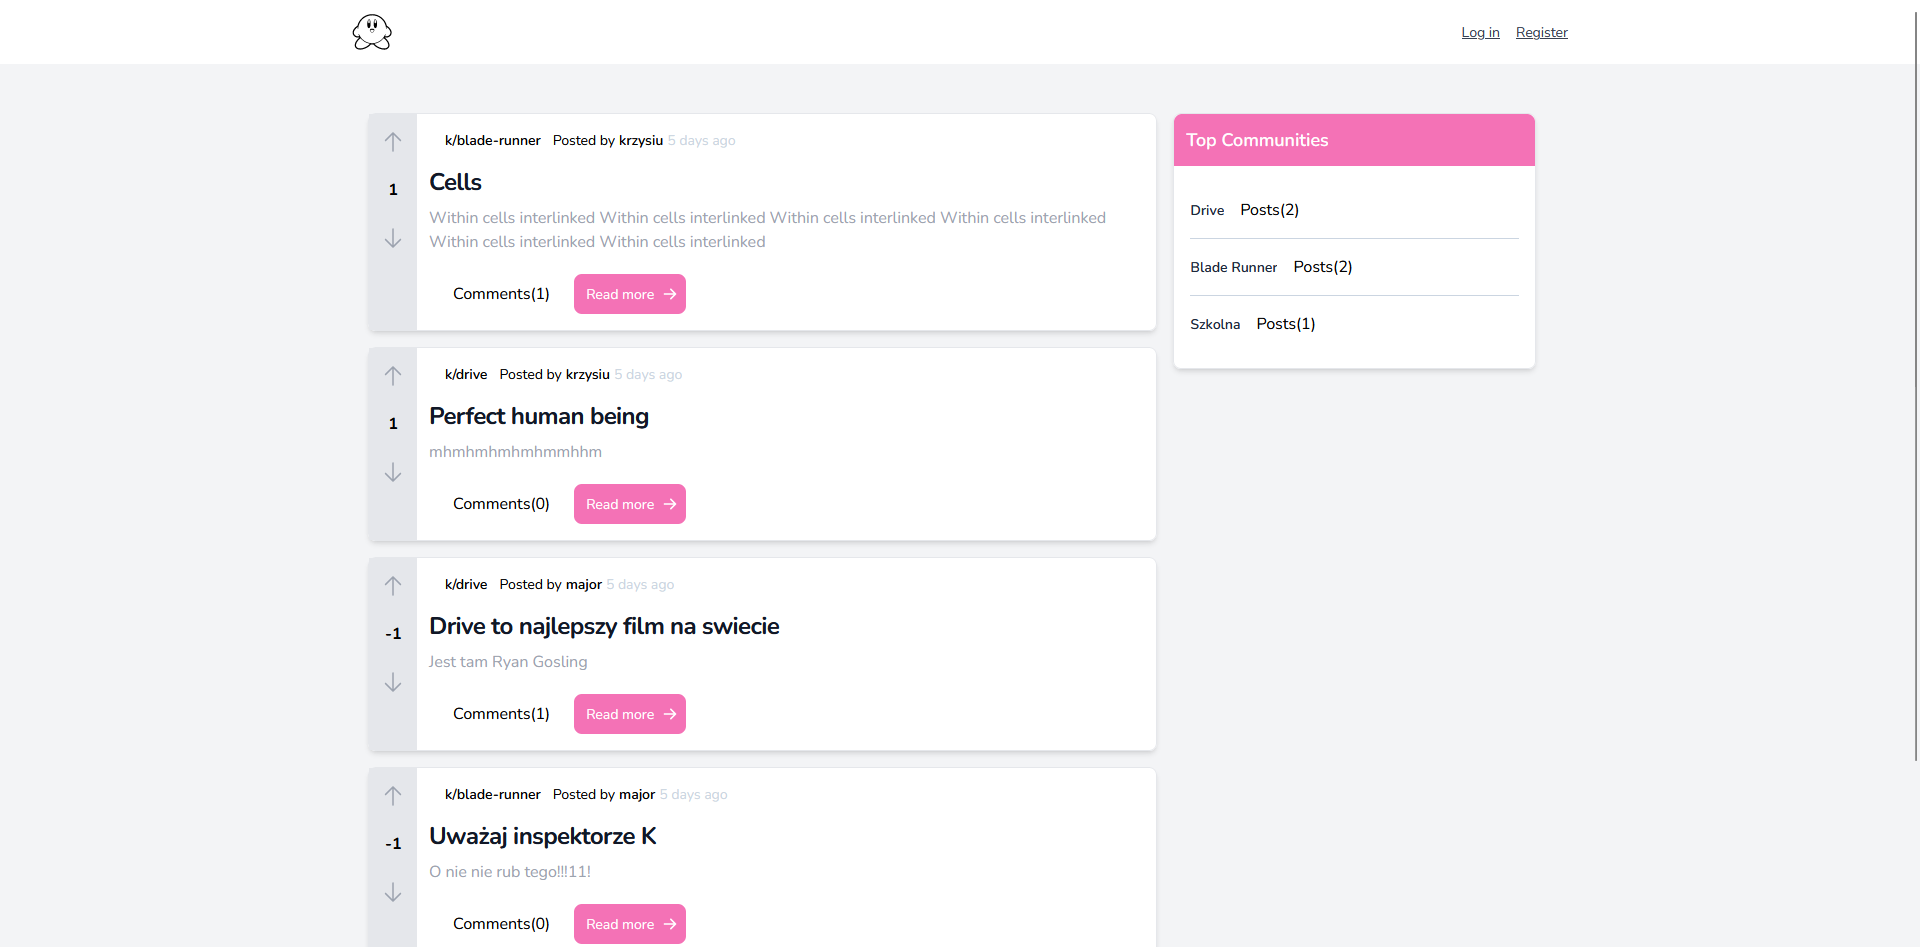 Log in Register
k/blade-runner Posted by krzysiu 5 days ago
1
Cells
Within cells interlinked Within cells interlinked Within cells interlinked Within cells interlinked
Within cells interlinked Within cells interlinked
Comments(1) Read more
k/drive Posted by krzysiu 5 days ago
1
Perfect human being
mhmhmhmhmhmmhhm
Comments(0) Read more
k/drive Posted by major 5 days ago
-1
Drive to najlepszy film na swiecie
Jest tam Ryan Gosling
Comments(1) Read more
k/blade-runner Posted by major 5 days ago
-1
Uważaj inspektorze K
O nie nie rub tego!!!11!
Comments(0) Read more
Top Communities
Drive Posts(2)
Blade Runner Posts(2)
Szkolna Posts(1)